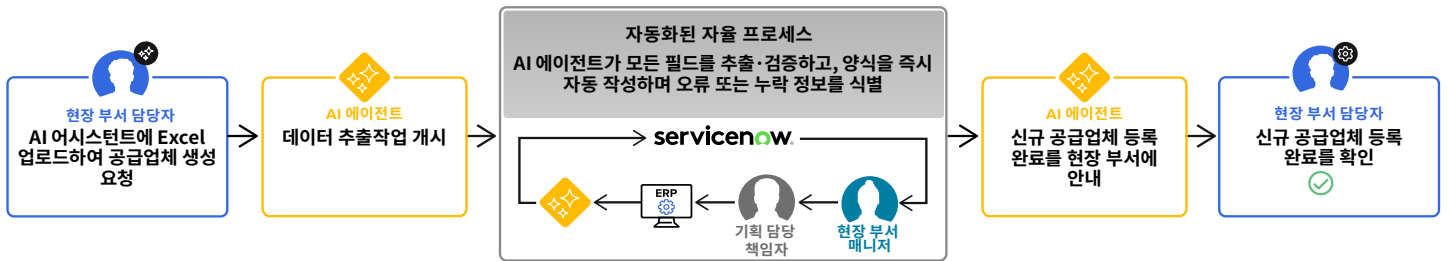 현장 부서 담당자
AI 어시스턴트에 Excel
업로드하여 공급업체 생성
요청
AI 에이전트
데이터 추출작업 개시
자동화된 자율 프로세스
AI 에이전트가 모든 필드를 추출·검증하고, 양식을 즉시
자동 작성하며 오류 또는 누락 정보를 식별
servicenow
ERP
기획 담당
책임자
현장 부서
매니저
AI 에이전트
신규 공급업체 등록
완료를 현장 부서에
안내
현장 부서 담당자
신규 공급업체 등록
완료를 확인